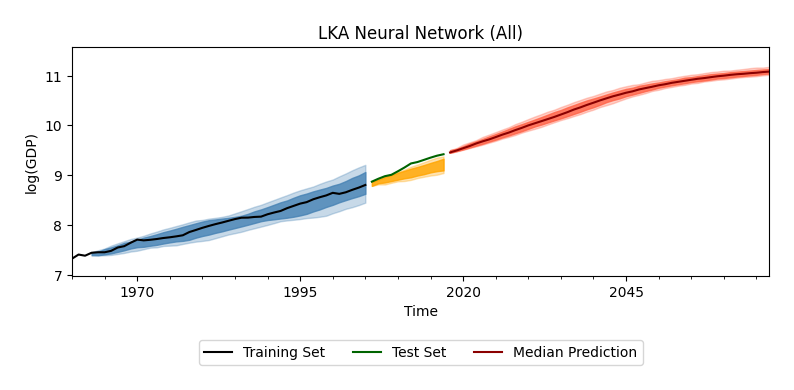 LKA Neural Network (All)
11
10
9
8
7
log(GDP)
1970
1995
2020
2045
Time
Training Set
Test Set
Median Prediction